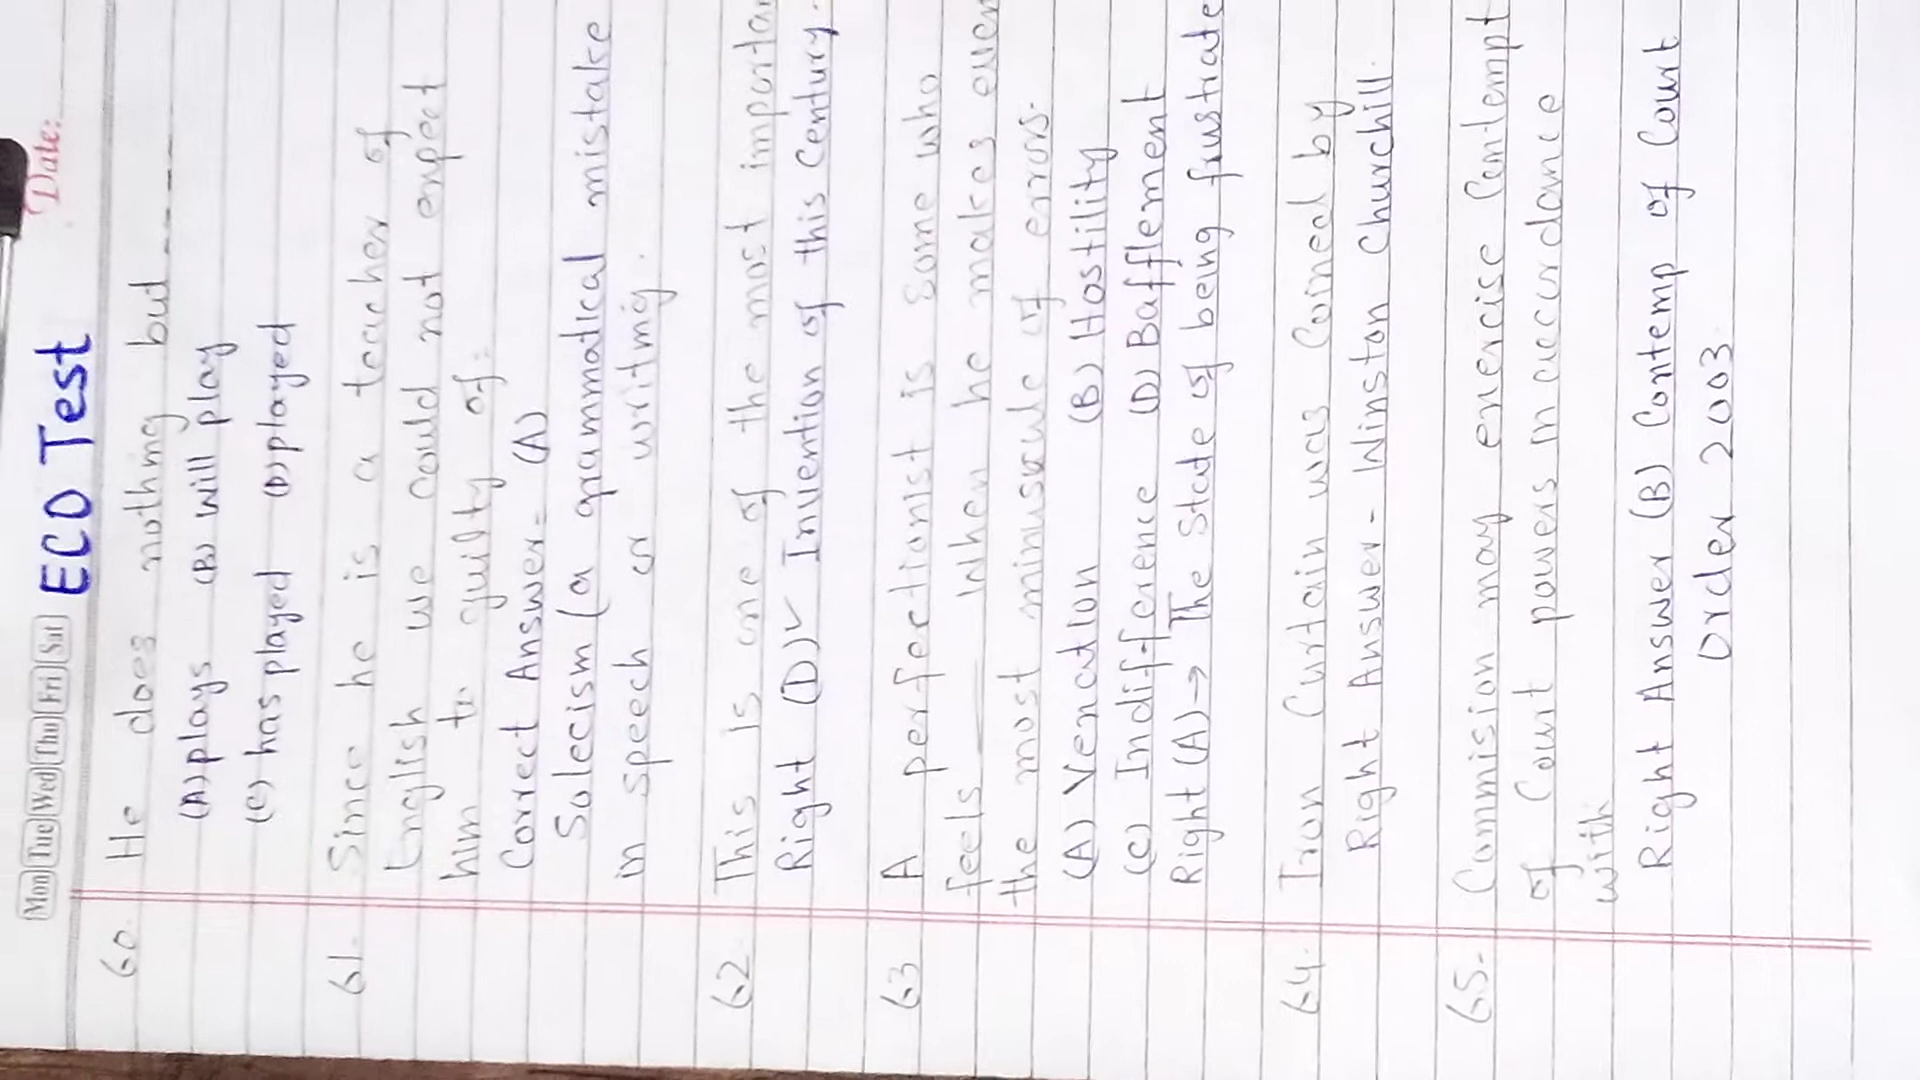 Mon Tue Wed Thu Fri Sat ECO Test Date:
60. He does nothing but -----
(A) plays (B) will play
(C) has played (D) played
61. Since he is a teacher of
English we could not expect
him to guilty of:
Correct Answer= (A)
Solecism (a grammatical mistake
in speech or writing.
62. This is one of the most
Right (D)✓ Invention of this Century.
63 A perfectionist is some who
feels ___ when he makes even
the most minuscule of errors.
(A) Vexation (B) Hostility
(C) Indifference (D) Bafflement
Right (A) → The state of being frustrate
64. Iron Curtain was Coined by
Right Answer - Winston Churchill.
65. Commision may exercise Contempt
of Court powers in accordance
with
Right Answer (B) Contemp of Court
Order 2003.